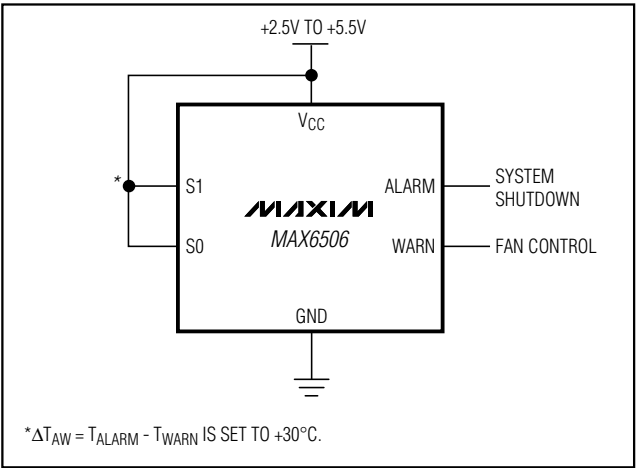 +2.5V TO +5.5V
VCC
*
S1
ALARM
SYSTEM
SHUTDOWN
MAXIM
MAX6506
S0
WARN
FAN CONTROL
GND
*ΔTAW = TALARM - TWARN IS SET TO +30°C.